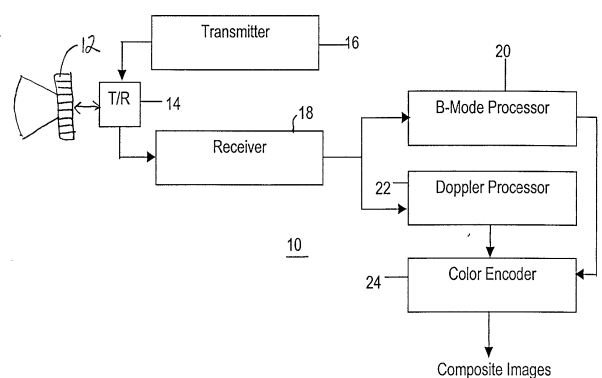 12
Transmitter
16
T/R
14
18
Receiver
20
B-Mode Processor
22
Doppler Processor
10
24
Color Encoder
Composite Images